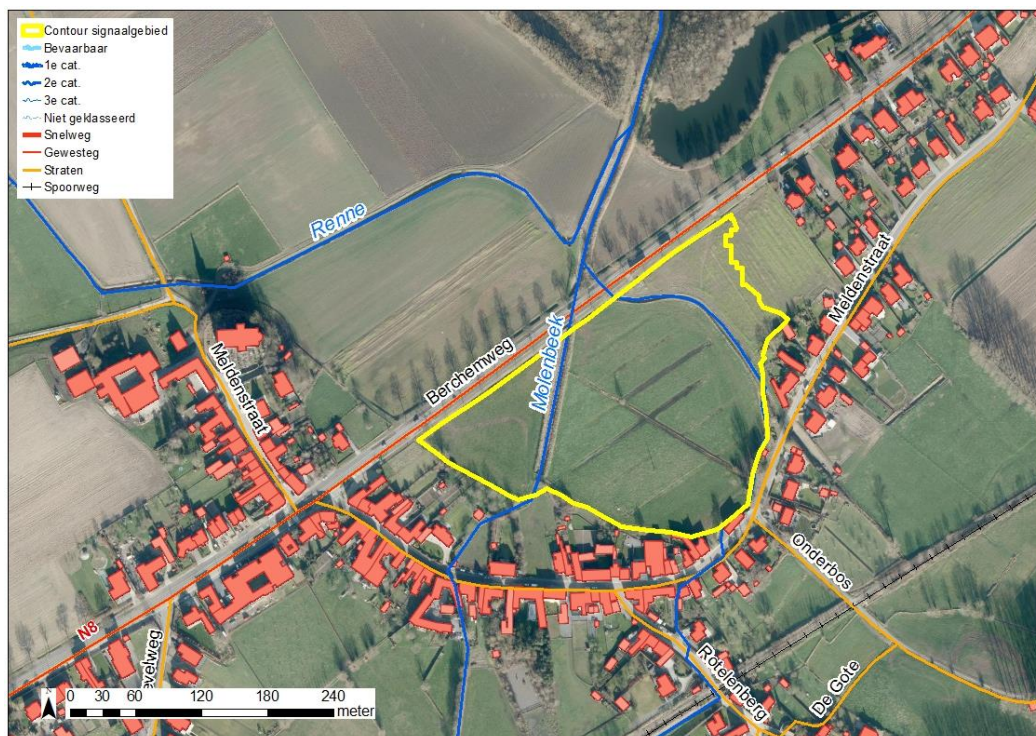 Contour signaalgebied
Bevaarbaar
1e cat.
2e cat.
3e cat.
Niet geklasseerd
Snelweg
Gewesteg
Straten
Spoorweg
Renne
Meldenstraat
Berchemweg
Molenbeek
Meldenstraat
Onderbos
N8
evelweg
Rotelenberg
De Gote
N
0 30 60 120 180 240
meter